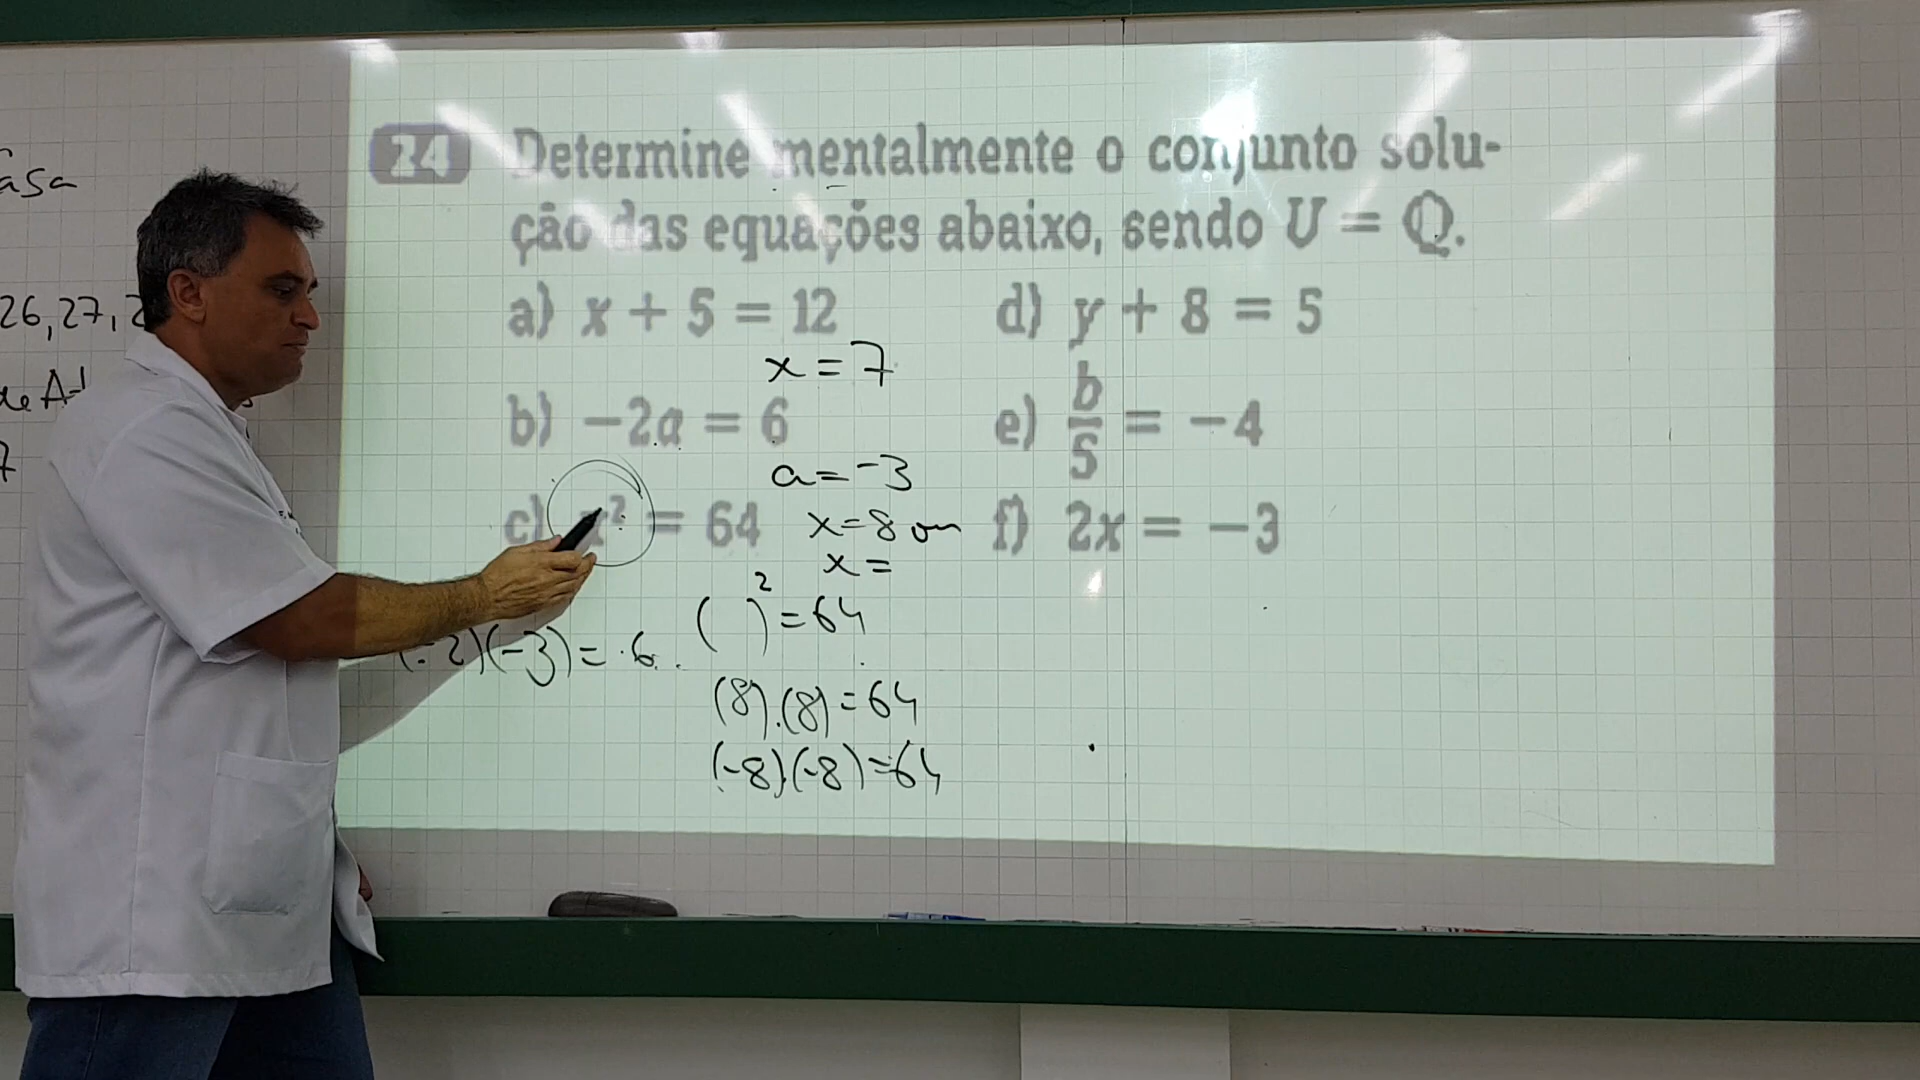 26, 27, 2
24 Determine mentalmente o conjunto solu-
ção das equações abaixo, sendo U = Q.
a) x + 5 = 12
x = 7
b) -2a = 6
a = -3
c) x² = 64
x = 8 ou
x =
( )² = 64
(-2)(-3) = 6
(8).(8) = 64
(-8)(-8) = 64
d) y + 8 = 5
e) b/5 = -4
f) 2x = -3